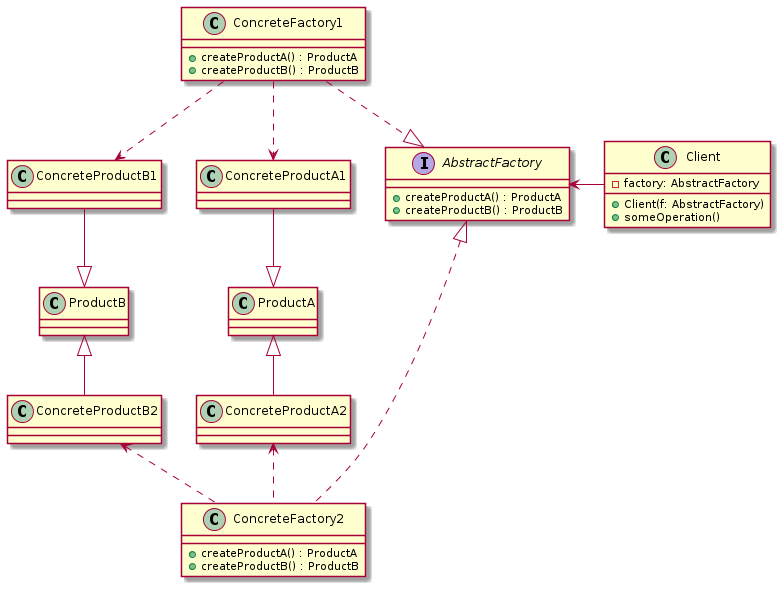 C ConcreteFactory1
createProductA() : ProductA
createProductB() : ProductB
C ConcreteProductB1
C ConcreteProductA1
I AbstractFactory
createProductA() : ProductA
createProductB() : ProductB
C Client
factory: AbstractFactory
Client(f: AbstractFactory)
someOperation()
C ProductB
C ProductA
C ConcreteProductB2
C ConcreteProductA2
C ConcreteFactory2
createProductA() : ProductA
createProductB() : ProductB